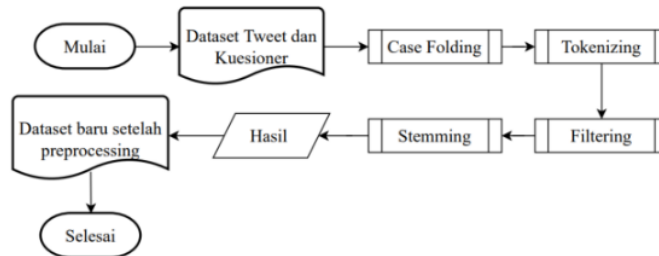 Mulai
Dataset Tweet dan
Kuesioner
Case Folding
Tokenizing
Filtering
Stemming
Hasil
Dataset baru setelah
preprocessing
Selesai